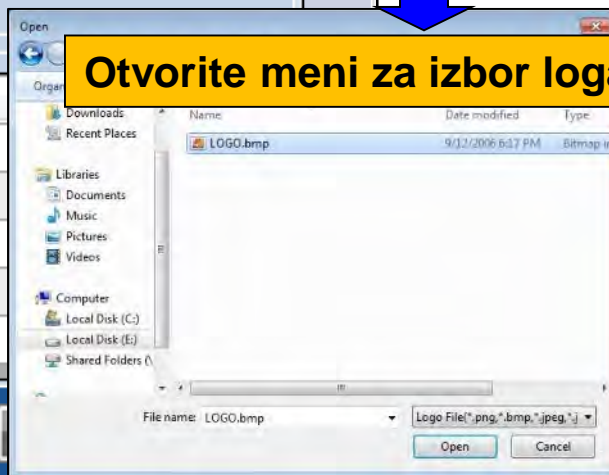 Open
Otvorite meni za izbor loga
Organ
Downloads
Recent Places
Libraries
Documents
Music
Pictures
Videos
Computer
Local Disk (C:)
Local Disk (E:)
Shared Folders (\
Name Date modified Type
LOGO.bmp 9/12/2006 6:17 PM Bitmap i
File name: LOGO.bmp Logo File(*.png,*.bmp,*.jpeg,*.j
Open Cancel